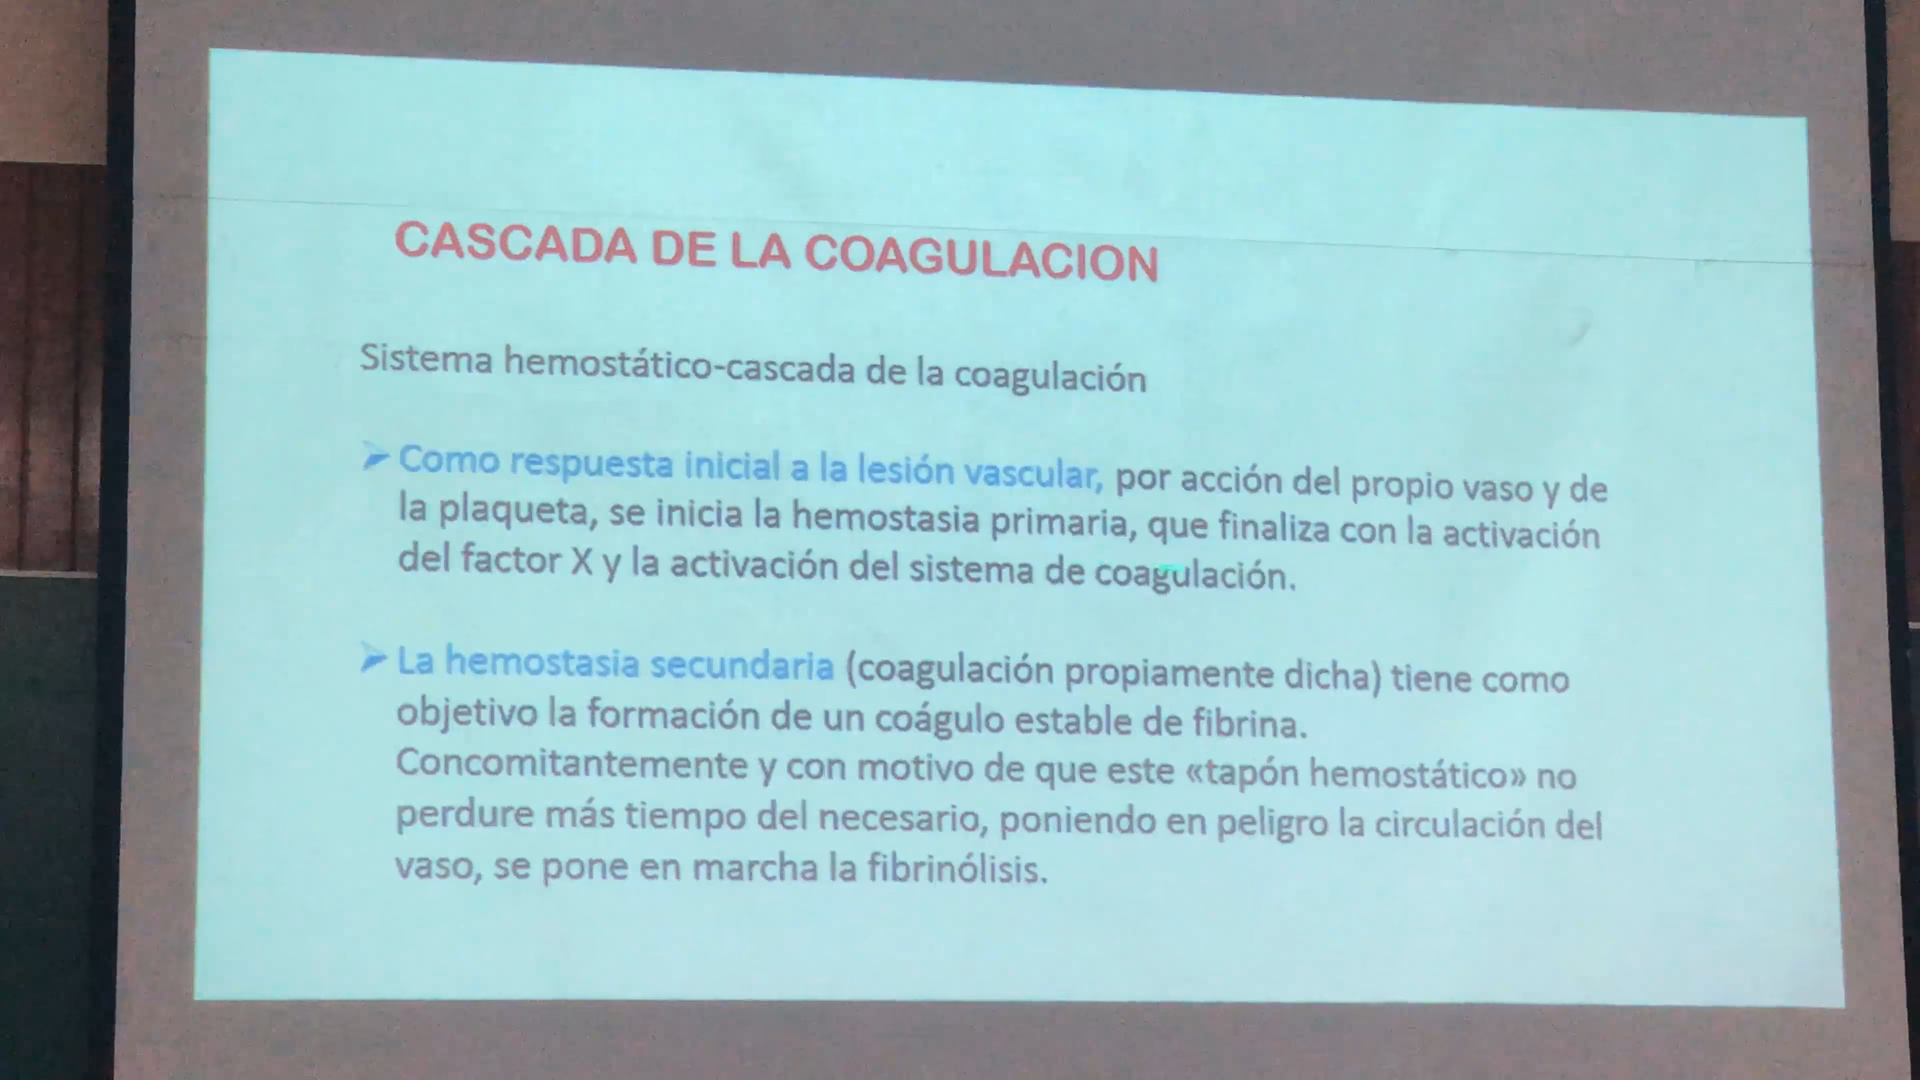 CASCADA DE LA COAGULACION
Sistema hemostático-cascada de la coagulación
➤ Como respuesta inicial a la lesión vascular, por acción del propio vaso y de
la plaqueta, se inicia la hemostasia primaria, que finaliza con la activación
del factor X y la activación del sistema de coagulación.
➤ La hemostasia secundaria (coagulación propiamente dicha) tiene como
objetivo la formación de un coágulo estable de fibrina.
Concomitantemente y con motivo de que este «tapón hemostático» no
perdure más tiempo del necesario, poniendo en peligro la circulación del
vaso, se pone en marcha la fibrinólisis.